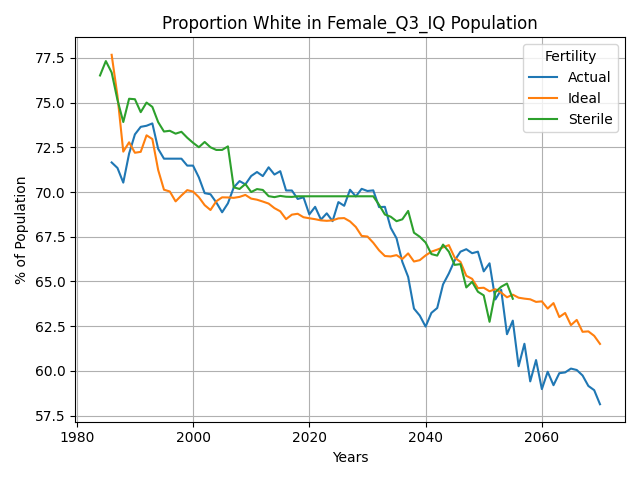 Proportion White in Female_Q3_IQ Population
Fertility
Actual
Ideal
Sterile
% of Population
77.5
75.0
72.5
70.0
67.5
65.0
62.5
60.0
57.5
1980
2000
2020
2040
2060
Years